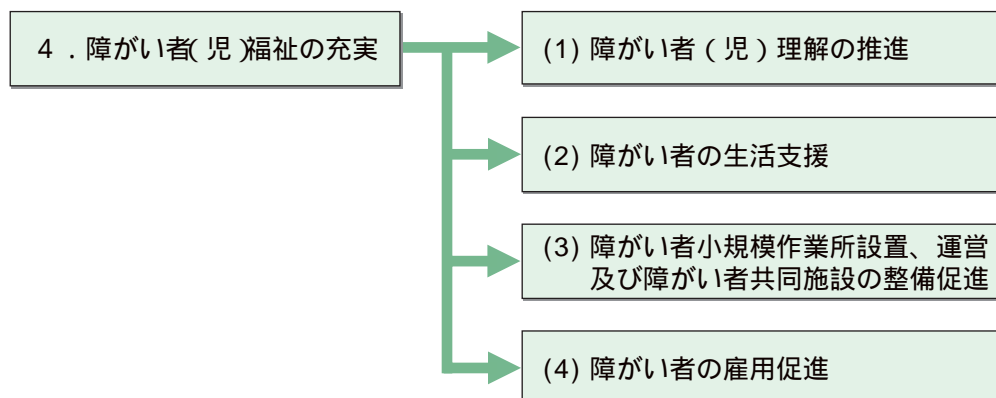 4．障がい者(児)福祉の充実
(1) 障がい者（児）理解の推進
(2) 障がい者の生活支援
(3) 障がい者小規模作業所設置、運営
及び障がい者共同施設の整備促進
(4) 障がい者の雇用促進